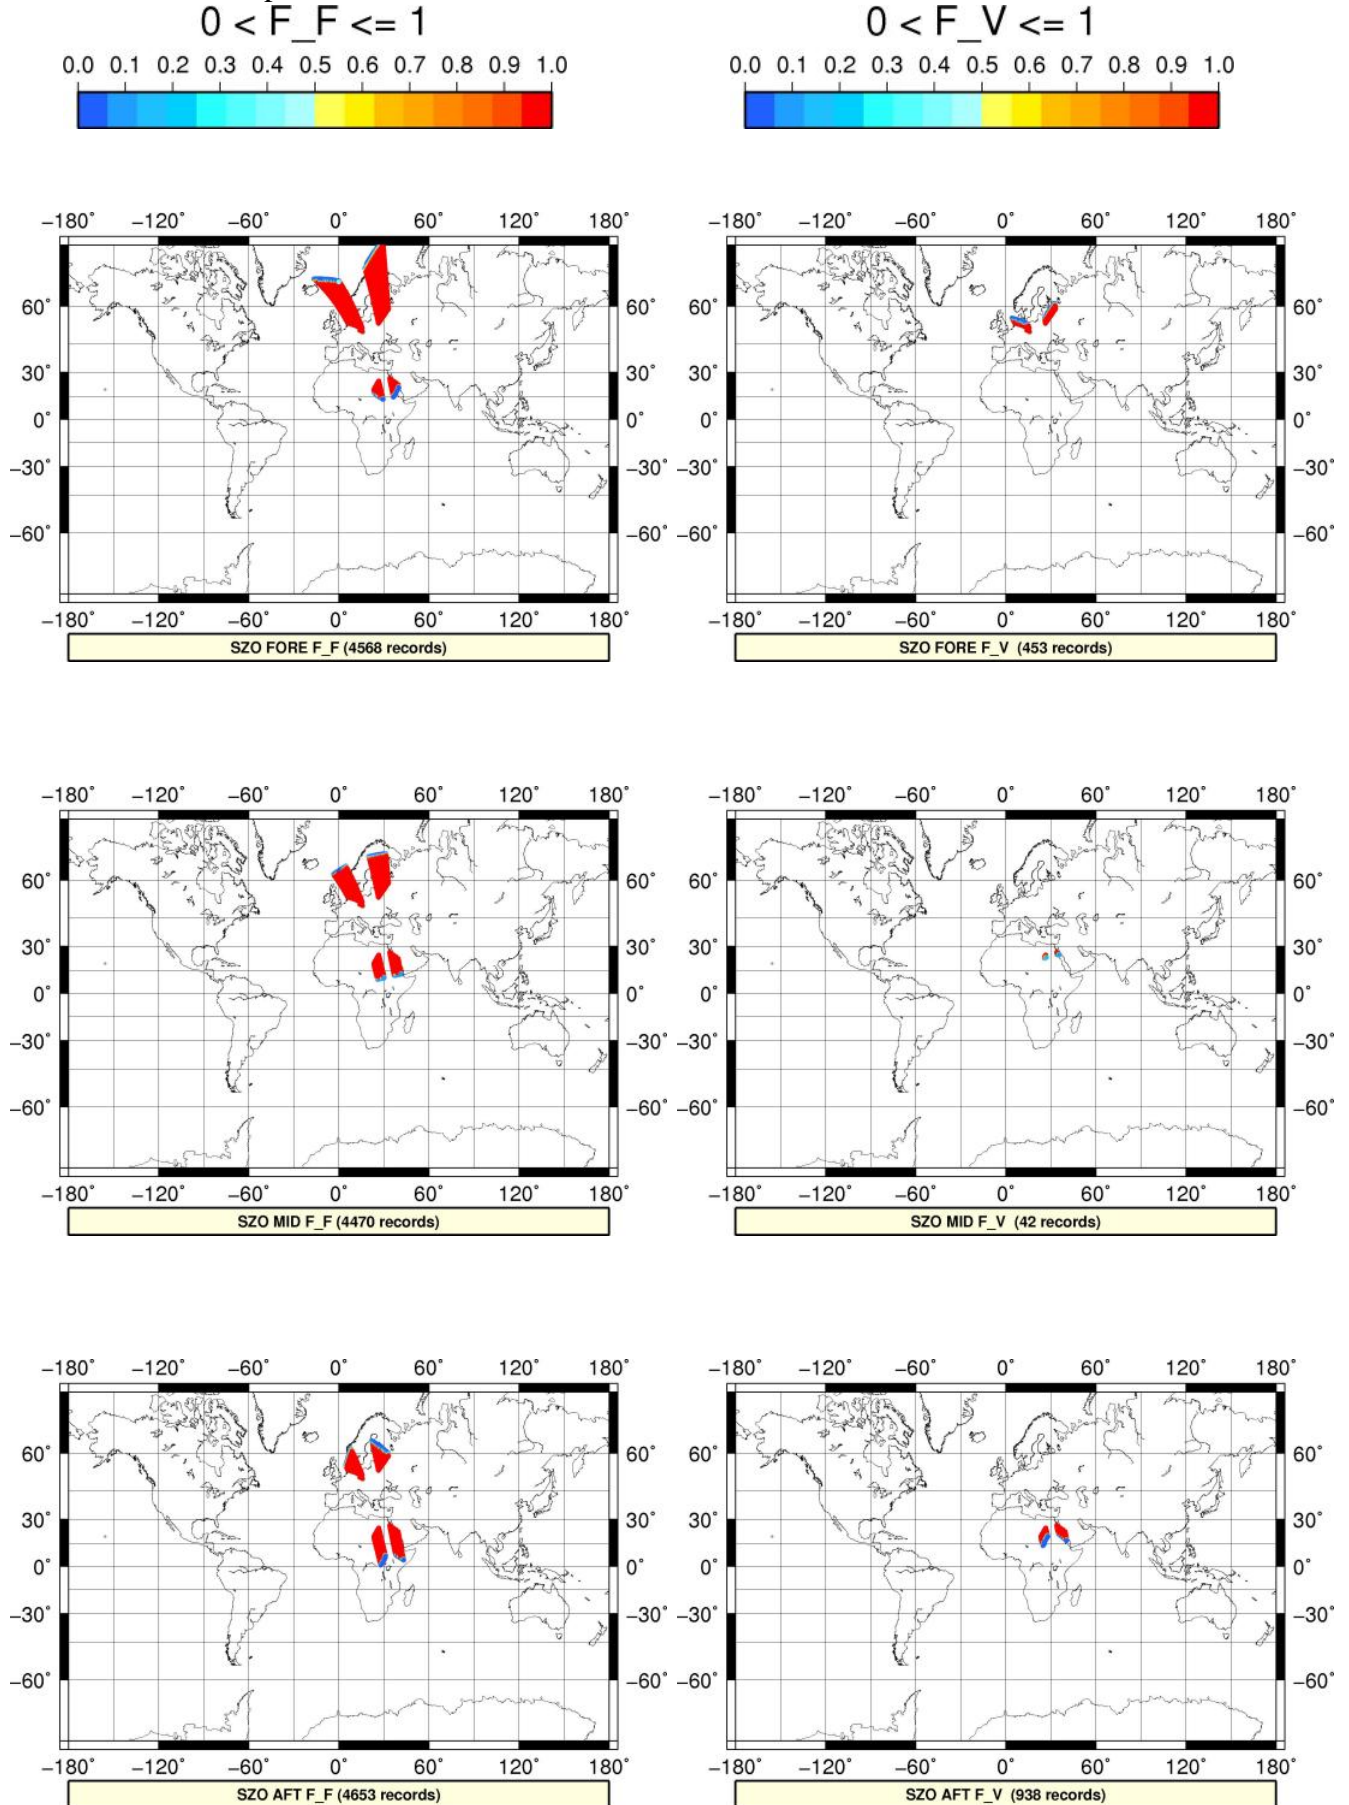 0 < F_F <= 1
0 < F_V <= 1
0.0 0.1 0.2 0.3 0.4 0.5 0.6 0.7 0.8 0.9 1.0
0.0 0.1 0.2 0.3 0.4 0.5 0.6 0.7 0.8 0.9 1.0
−180˚ −120˚ −60˚ 0˚ 60˚ 120˚ 180˚
−180˚ −120˚ −60˚ 0˚ 60˚ 120˚ 180˚
60˚ 60˚ 60˚
30˚ 30˚ 30˚
0˚ 0˚ 0˚
−30˚ −30˚ −30˚ −30˚
−60˚ −60˚ −60˚ −60˚
−180˚ −120˚ −60˚ 0˚ 60˚ 120˚ 180˚
−180˚ −120˚ −60˚ 0˚ 60˚ 120˚ 180˚
SZO FORE F_F (4568 records)
SZO FORE F_V (453 records)
−180˚ −120˚ −60˚ 0˚ 60˚ 120˚ 180˚
−180˚ −120˚ −60˚ 0˚ 60˚ 120˚ 180˚
60˚ 60˚ 60˚
30˚ 30˚ 30˚
0˚ 0˚ 0˚
−30˚ −30˚ −30˚ −30˚
−60˚ −60˚ −60˚ −60˚
−180˚ −120˚ −60˚ 0˚ 60˚ 120˚ 180˚
−180˚ −120˚ −60˚ 0˚ 60˚ 120˚ 180˚
SZO MID F_F (4470 records)
SZO MID F_V (42 records)
−180˚ −120˚ −60˚ 0˚ 60˚ 120˚ 180˚
−180˚ −120˚ −60˚ 0˚ 60˚ 120˚ 180˚
60˚ 60˚ 60˚
30˚ 30˚ 30˚
0˚ 0˚ 0˚
−30˚ −30˚ −30˚ −30˚
−60˚ −60˚ −60˚ −60˚
−180˚ −120˚ −60˚ 0˚ 60˚ 120˚ 180˚
−180˚ −120˚ −60˚ 0˚ 60˚ 120˚ 180˚
SZO AFT F_F (4653 records)
SZO AFT F_V (938 records)